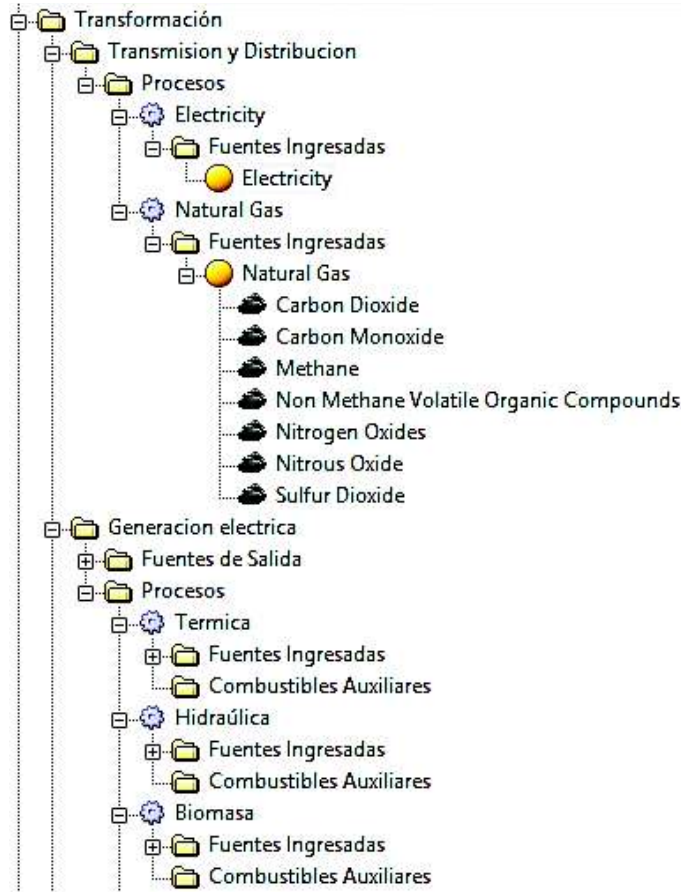 Transformación
Transmision y Distribucion
Procesos
Electricity
Fuentes Ingresadas
Electricity
Natural Gas
Fuentes Ingresadas
Natural Gas
Carbon Dioxide
Carbon Monoxide
Methane
Non Methane Volatile Organic Compounds
Nitrogen Oxides
Nitrous Oxide
Sulfur Dioxide
Generacion electrica
Fuentes de Salida
Procesos
Termica
Fuentes Ingresadas
Combustibles Auxiliares
Hidraúlica
Fuentes Ingresadas
Combustibles Auxiliares
Biomasa
Fuentes Ingresadas
Combustibles Auxiliares